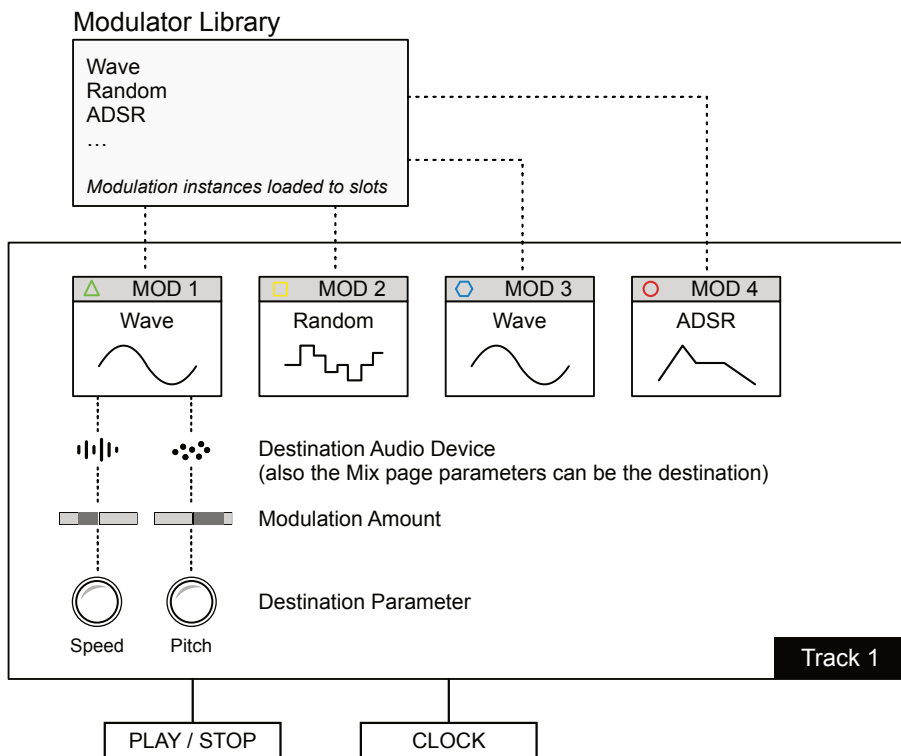 Modulator Library
Wave
Random
ADSR
…
Modulation instances loaded to slots
MOD 1
MOD 2
MOD 3
MOD 4
Wave
Random
Wave
ADSR
Destination Audio Device
(also the Mix page parameters can be the destination)
Modulation Amount
Destination Parameter
Speed
Pitch
Track 1
PLAY / STOP
CLOCK